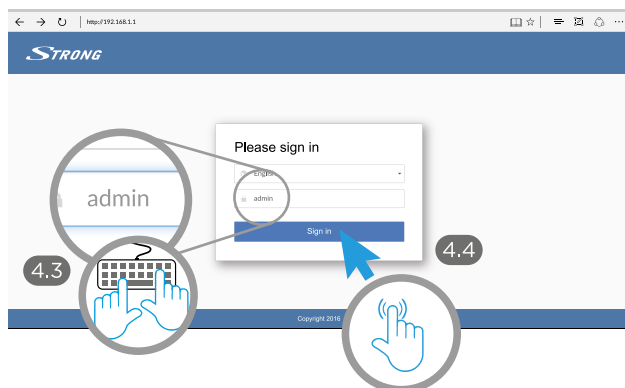 http://192.168.1.1
STRONG
Please sign in
English
admin
admin
Sign in
4.3
4.4
Copyright 2016